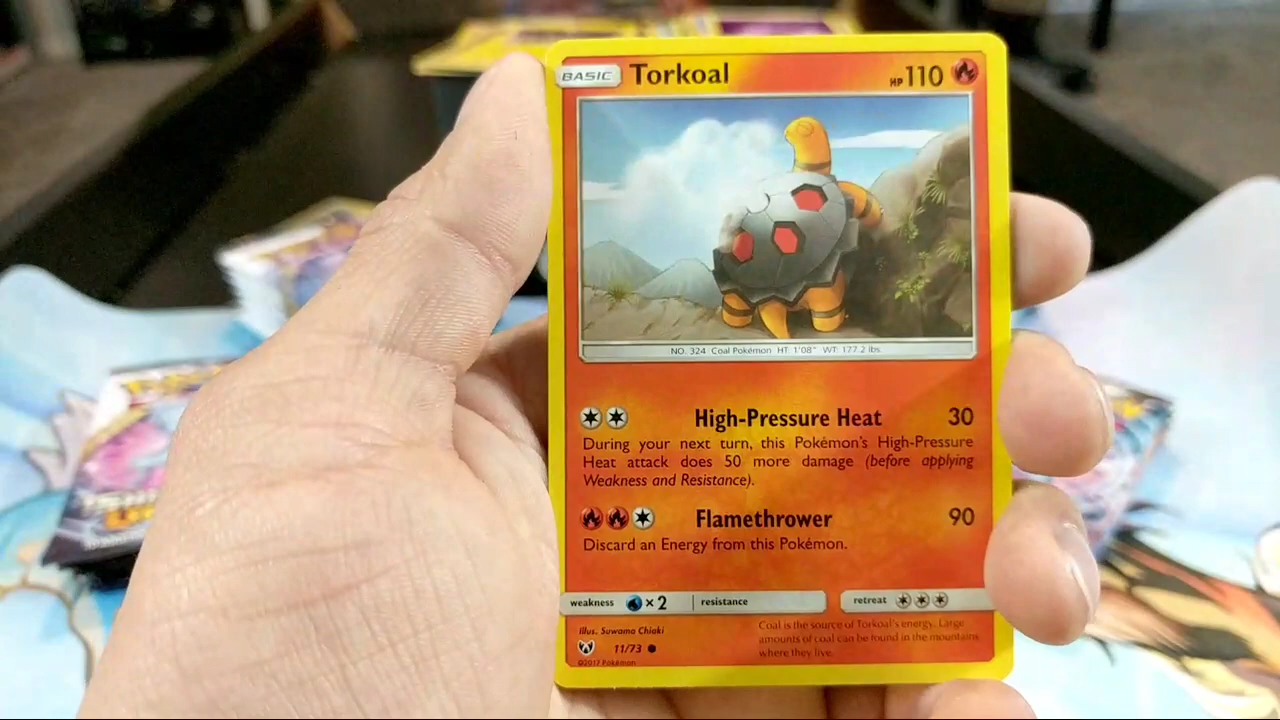 BASIC Torkoal HP 110
NO. 324 Coal Pokémon HT: 1'08" WT: 177.2 lbs.
High-Pressure Heat 30
During your next turn, this Pokémon's High-Pressure
Heat attack does 50 more damage (before applying
Weakness and Resistance).
Flamethrower 90
Discard an Energy from this Pokémon.
weakness ×2 resistance retreat
Illus. Suwama Chiaki
11/73
©2017 Pokémon
Coal is the source of Torkoal's energy. Large
amounts of coal can be found in the mountains
where they live.